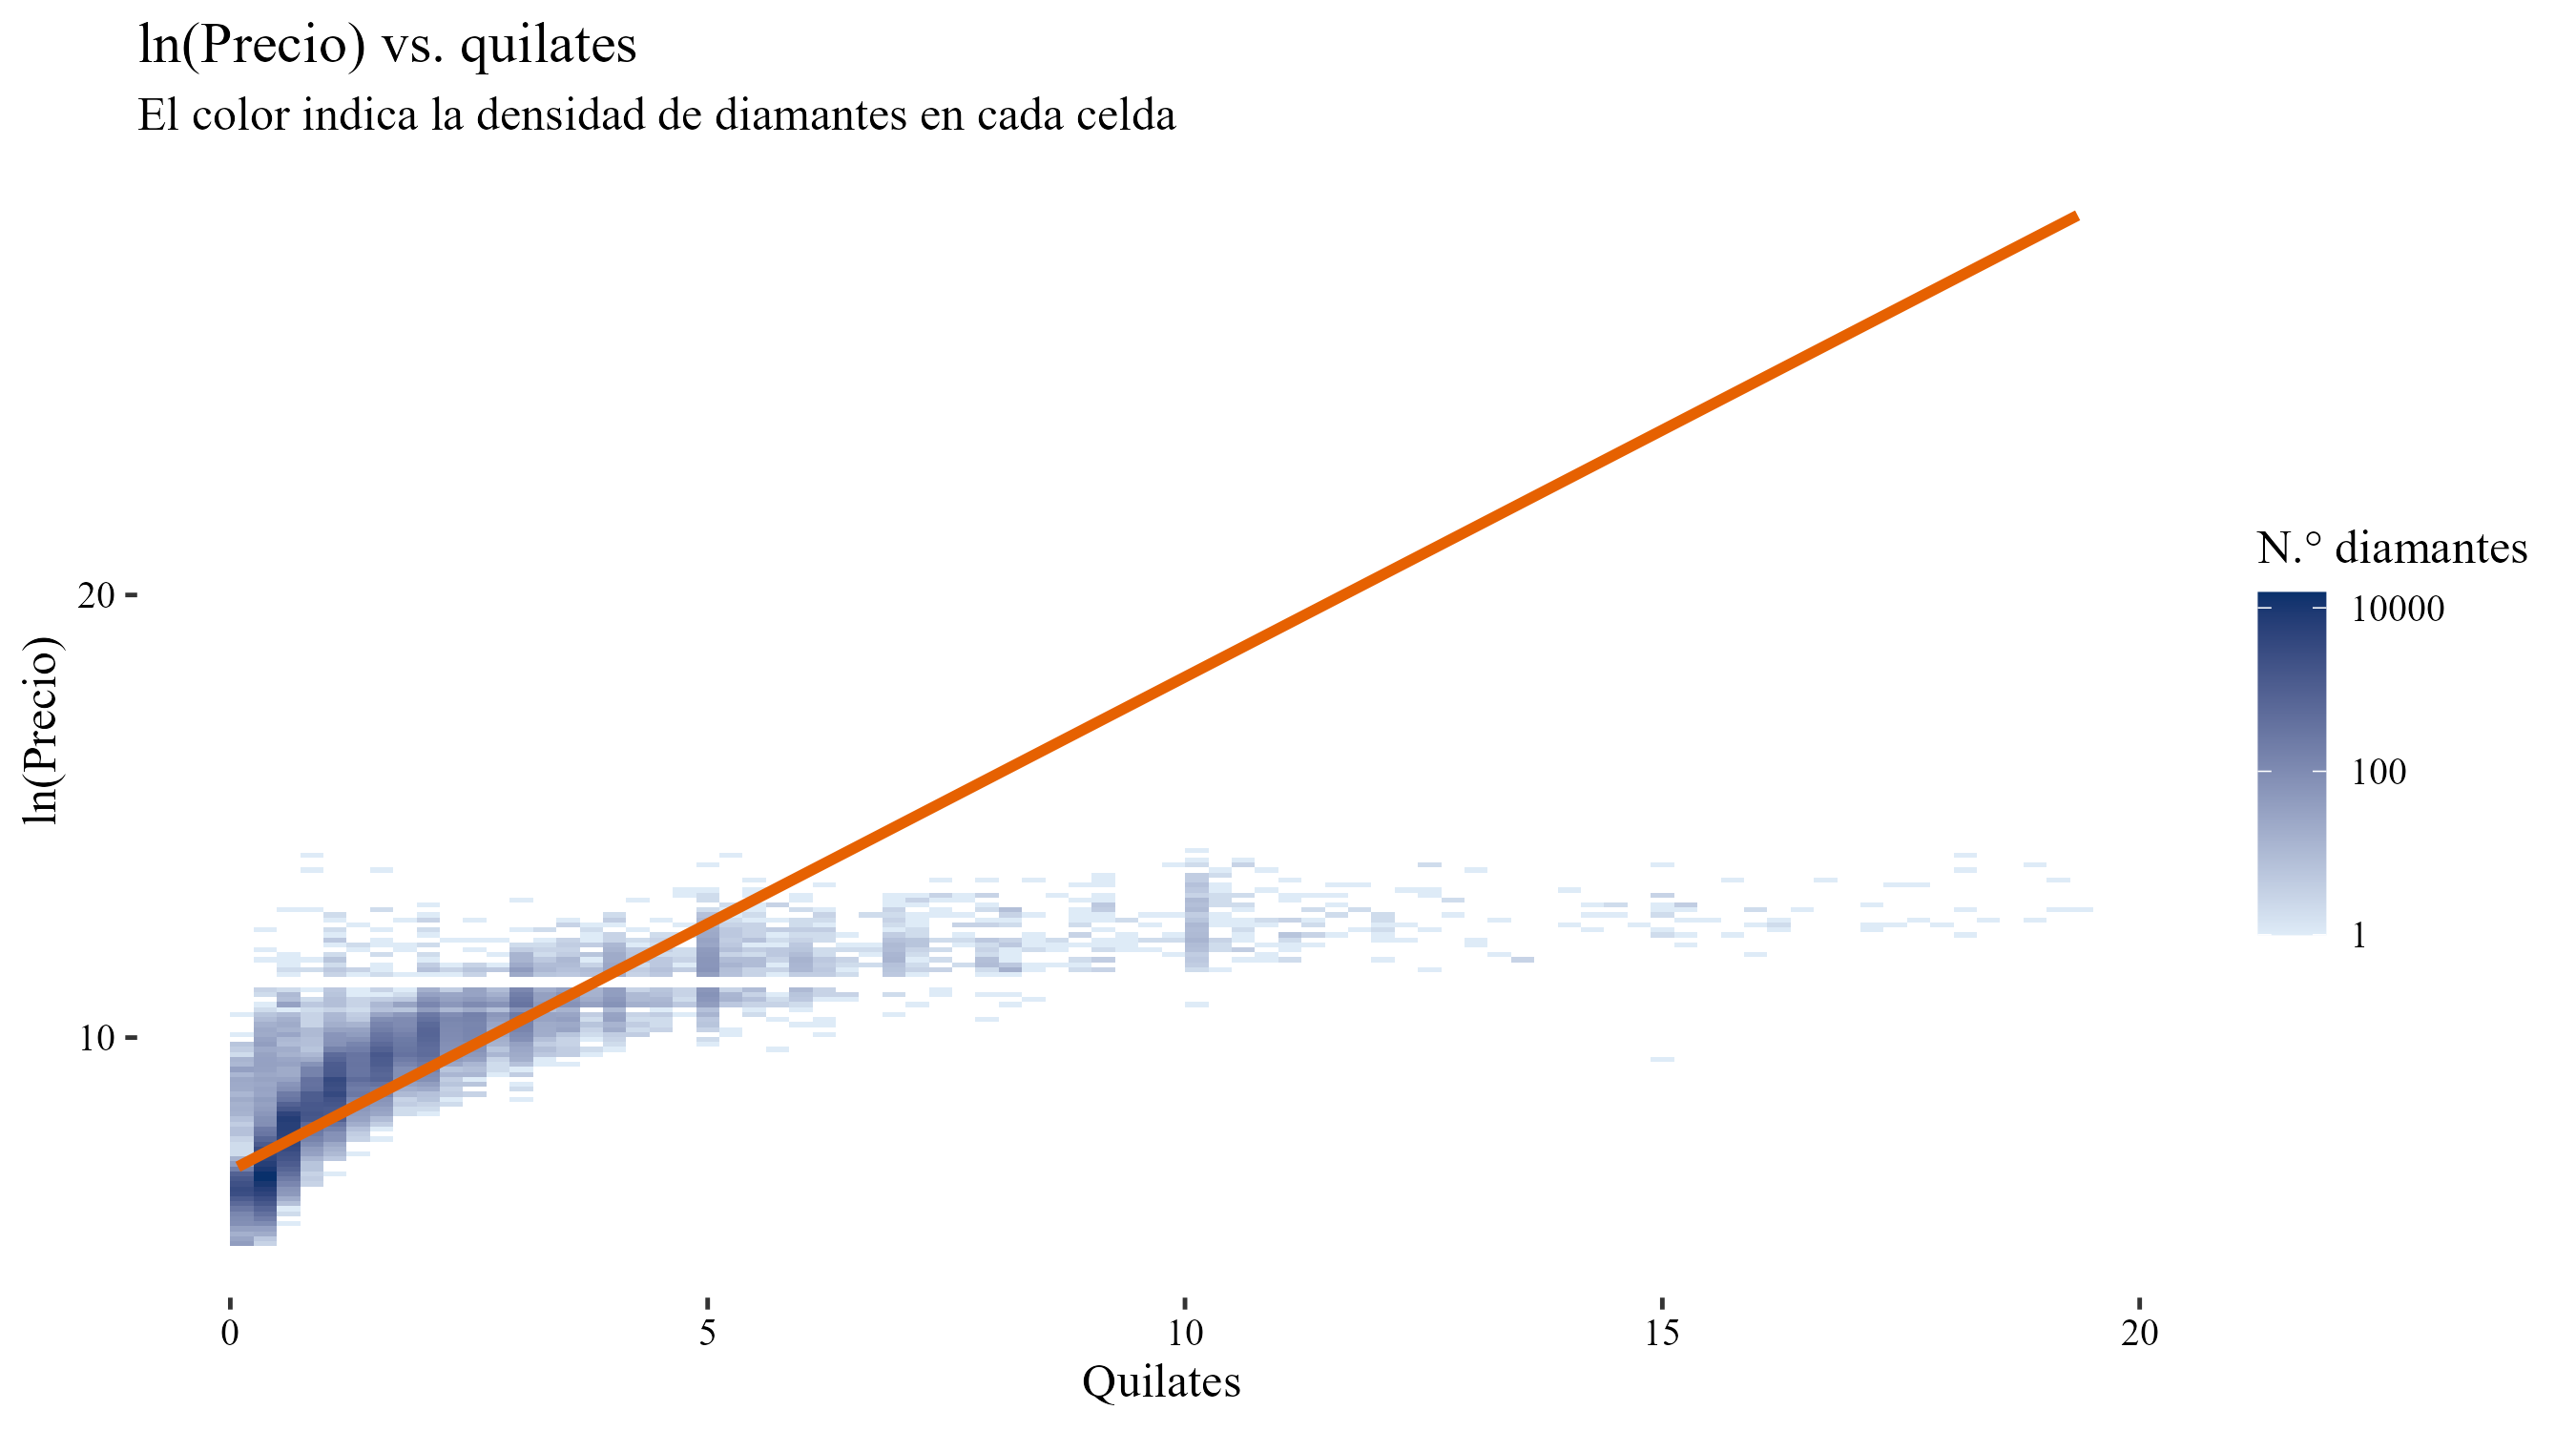 ln(Precio) vs. quilates
El color indica la densidad de diamantes en cada celda
ln(Precio)
20
10
0 5 10 15 20
Quilates
N.° diamantes
10000
100
1